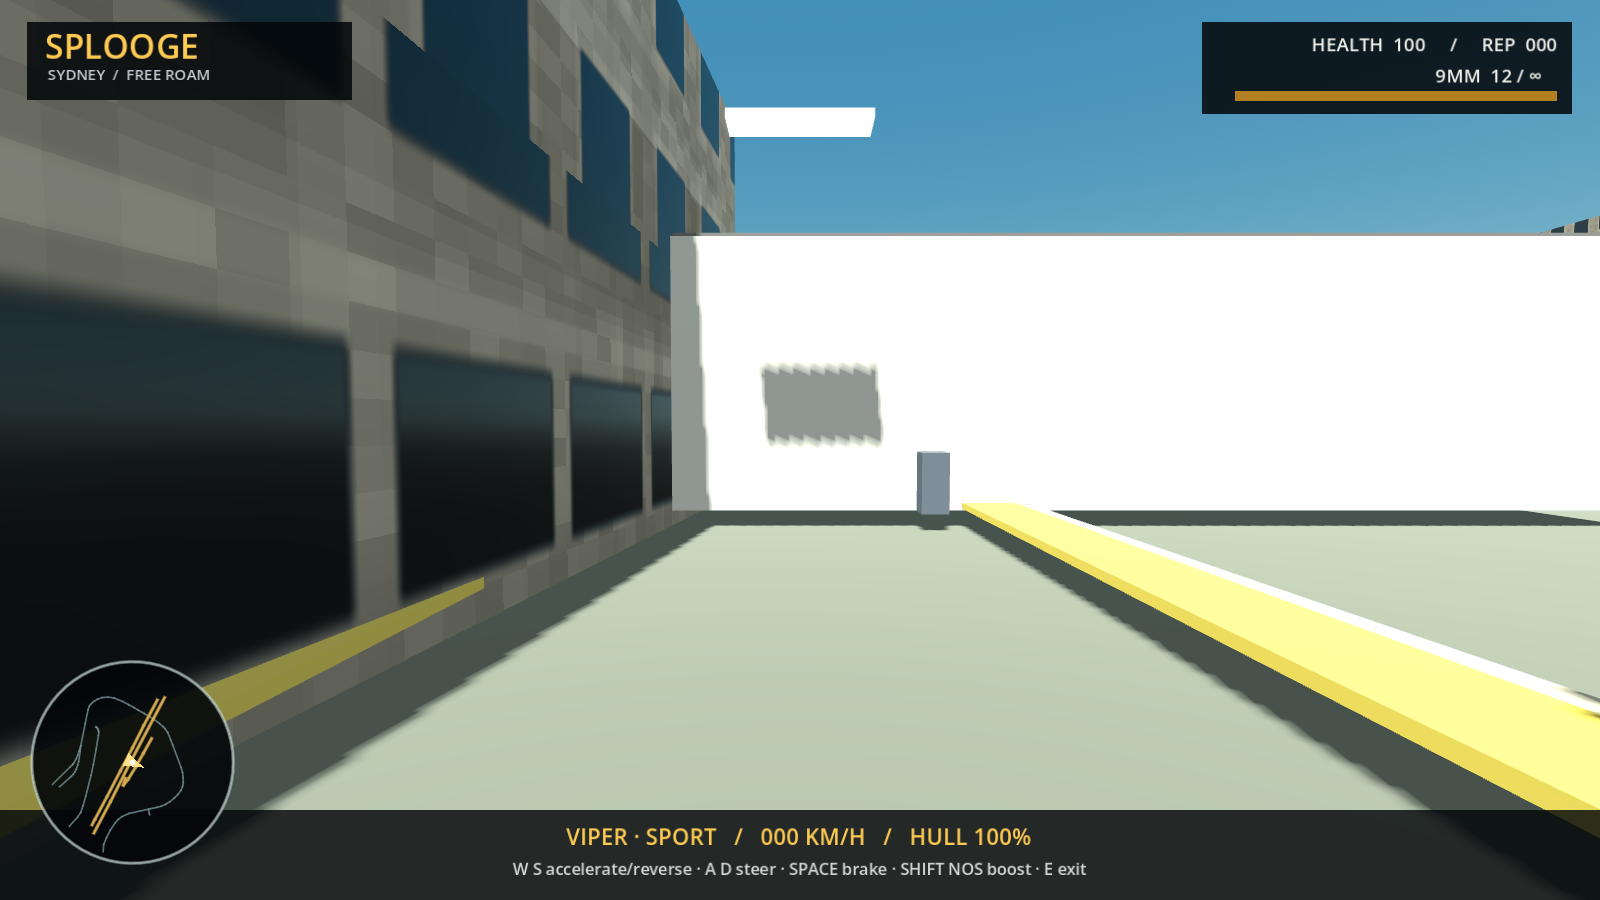 SPLOOGE
SYDNEY / FREE ROAM
HEALTH 100 / REP 000
9MM 12 / ∞
VIPER · SPORT / 000 KM/H / HULL 100%
W S accelerate/reverse · A D steer · SPACE brake · SHIFT NOS boost · E exit